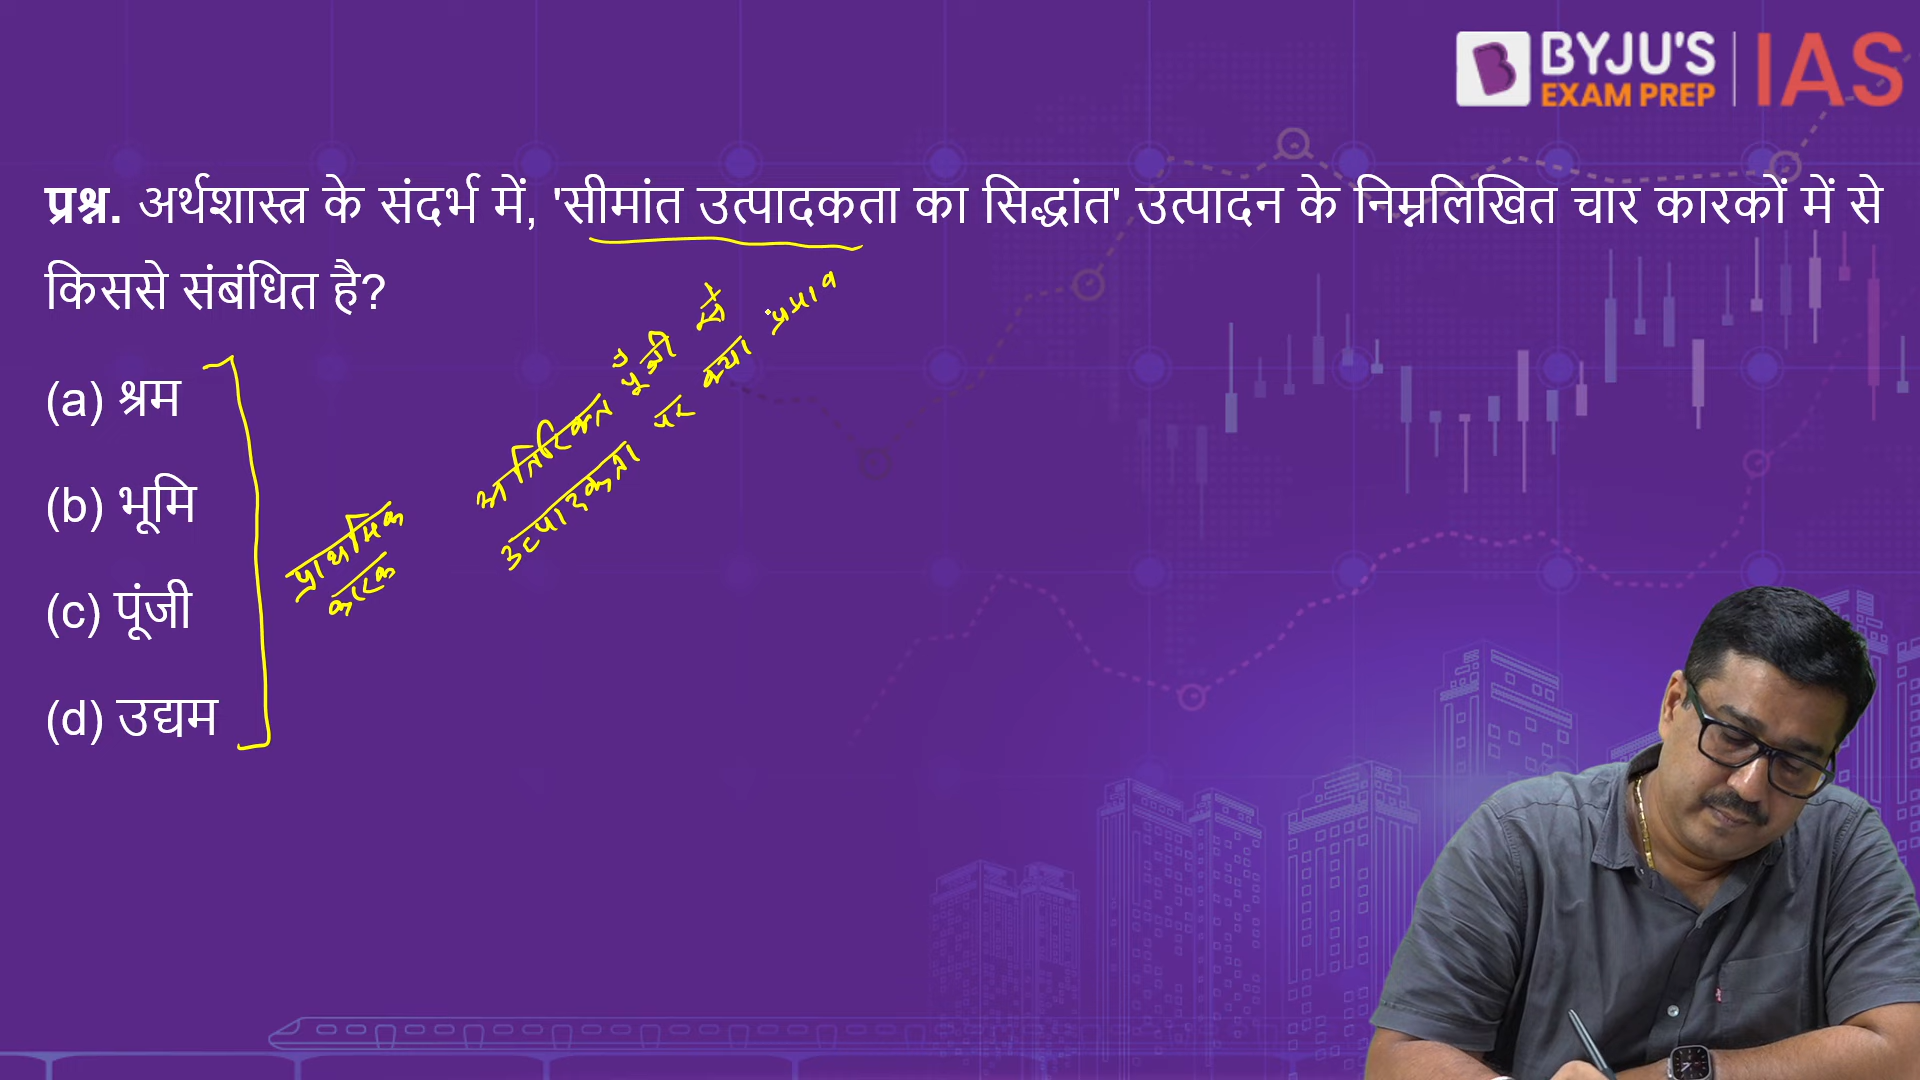 BYJU'S
EXAM PREP
IAS
प्रश्न. अर्थशास्त्र के संदर्भ में, 'सीमांत उत्पादकता का सिद्धांत' उत्पादन के निम्नलिखित चार कारकों में से
किससे संबंधित है?
(a) श्रम
(b) भूमि
(c) पूंजी
(d) उद्यम
प्राथमिक
कारक
अतिरिक्त पूँजी से
उत्पादकता पर क्या प्रभाव